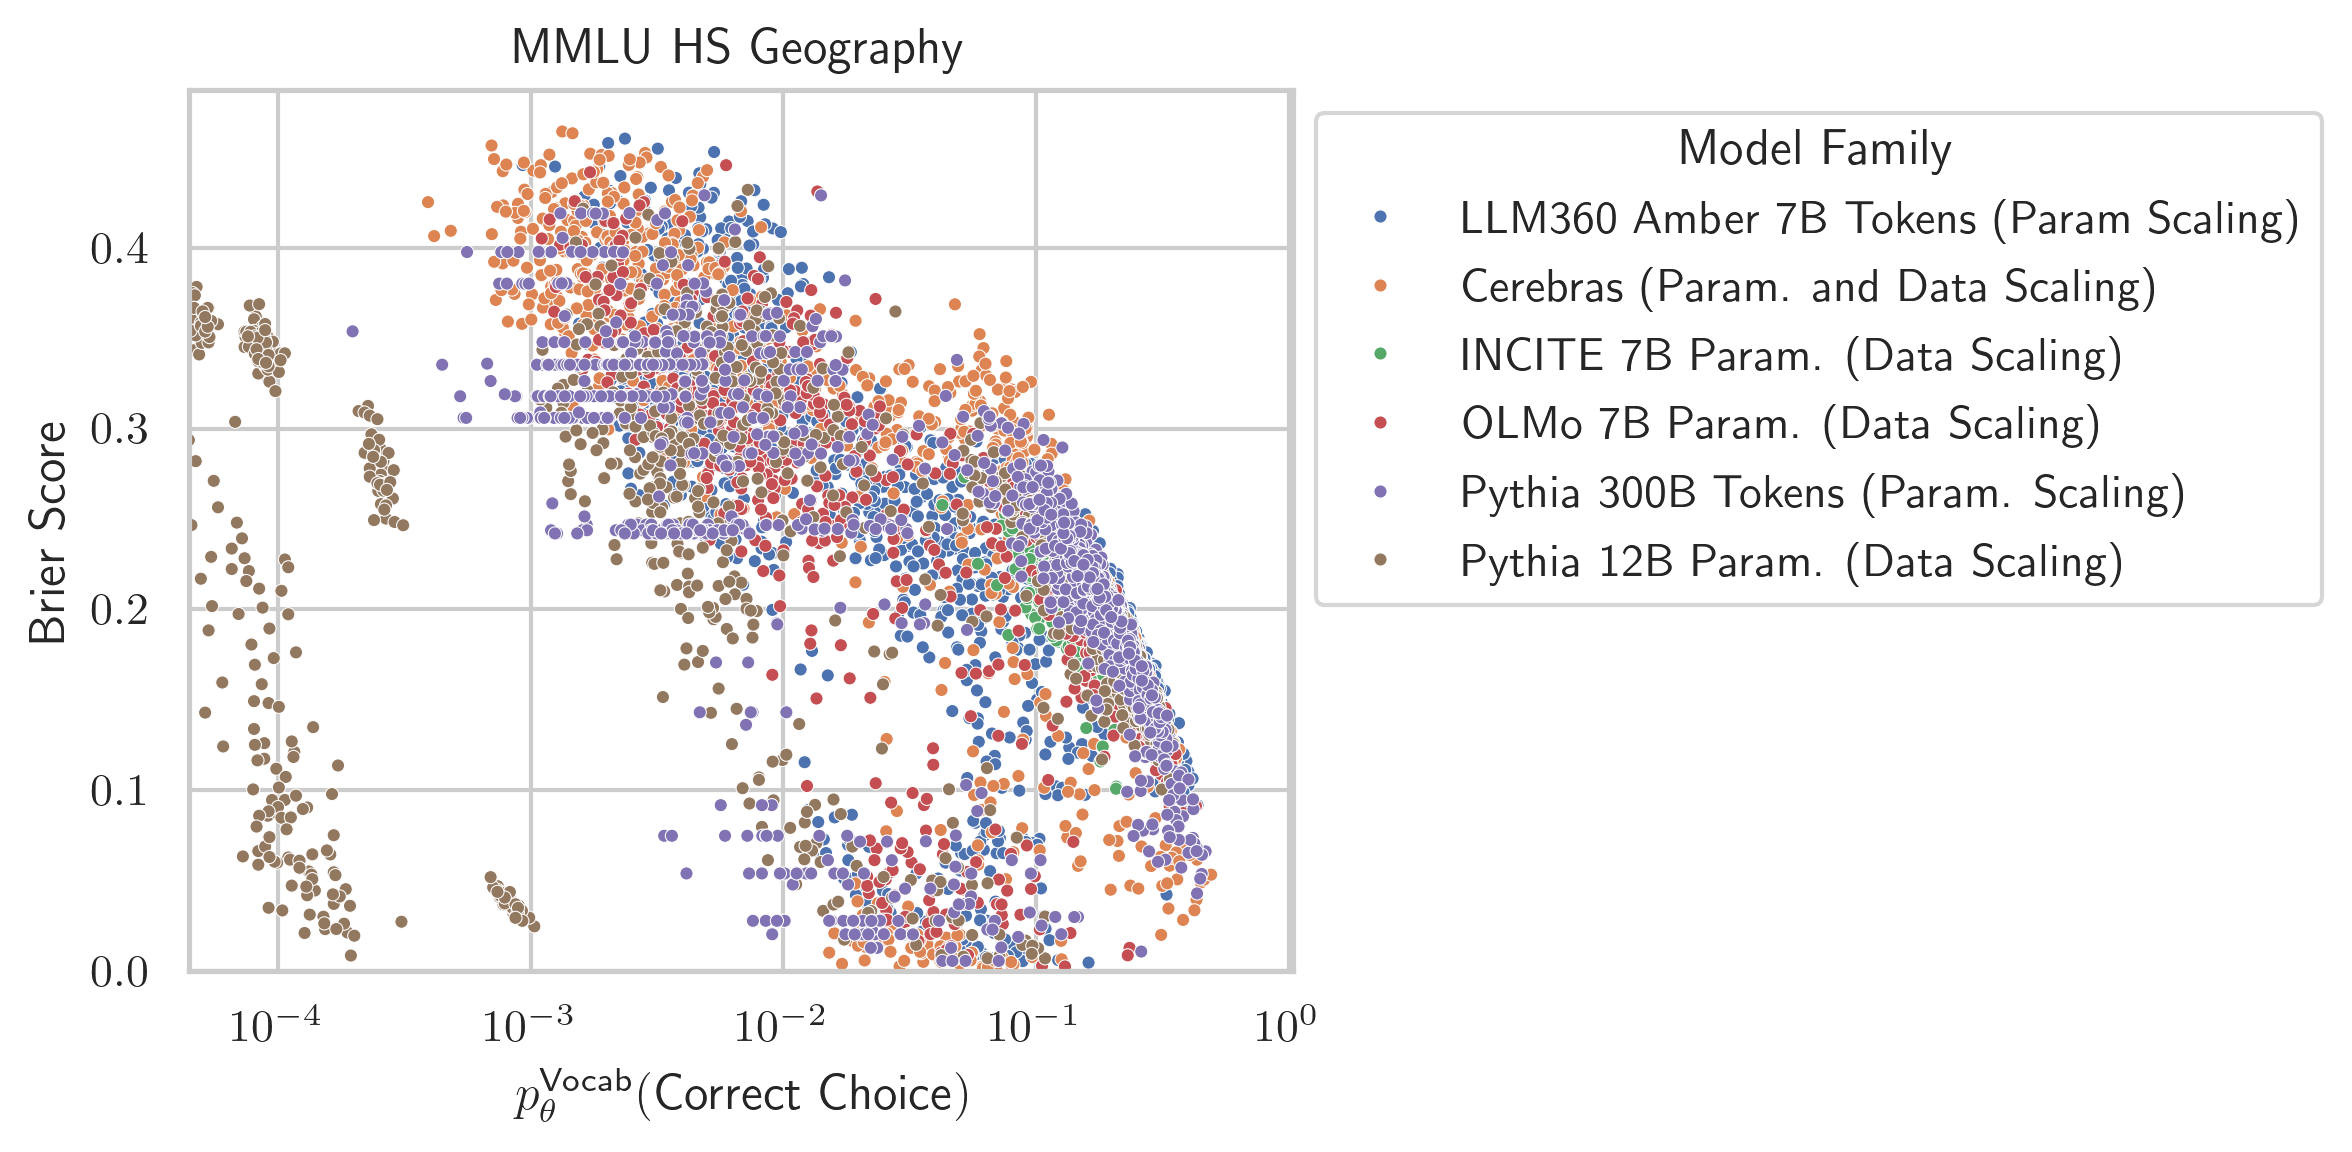 MMLU HS Geography
Brier Score
0.4
0.3
0.2
0.1
0.0
10⁻⁴ 10⁻³ 10⁻² 10⁻¹ 10⁰
p_θ^Vocab(Correct Choice)
Model Family
LLM360 Amber 7B Tokens (Param Scaling)
Cerebras (Param. and Data Scaling)
INCITE 7B Param. (Data Scaling)
OLMo 7B Param. (Data Scaling)
Pythia 300B Tokens (Param. Scaling)
Pythia 12B Param. (Data Scaling)